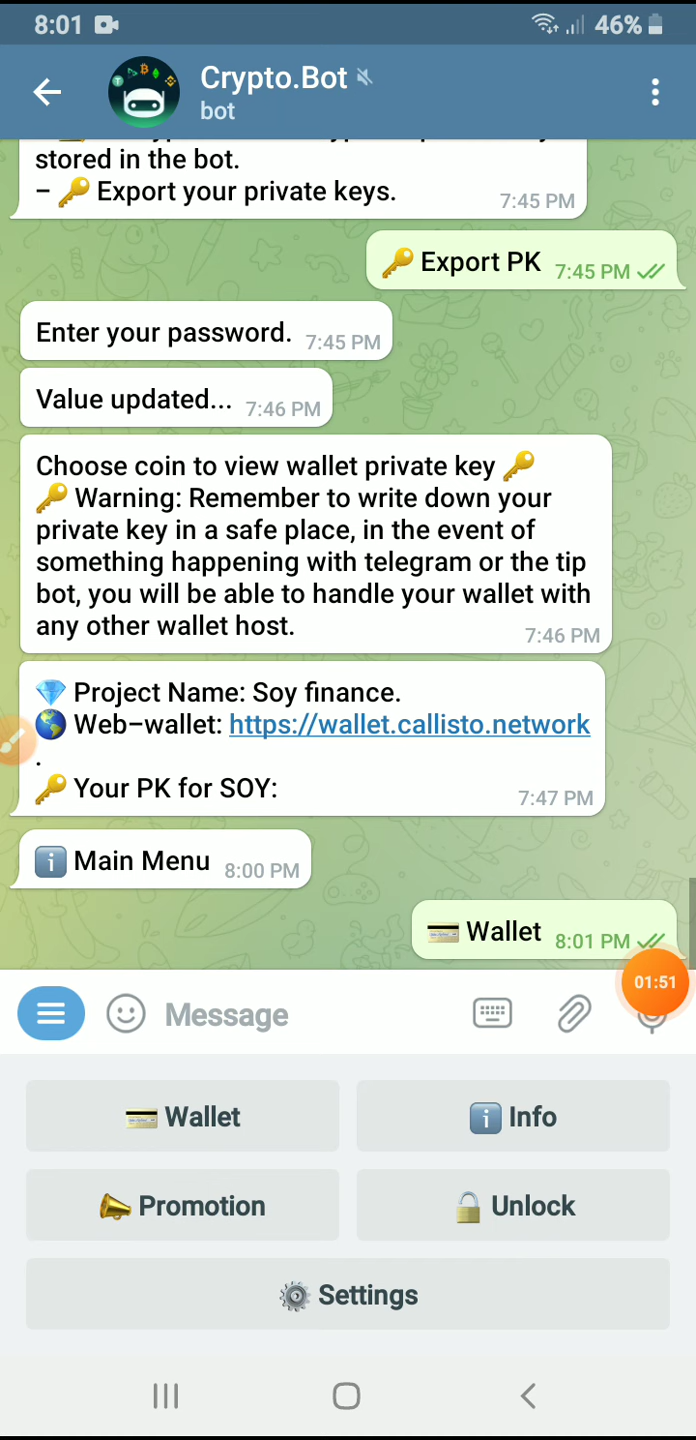 8:01 46%
Crypto.Bot
bot
stored in the bot.
– 🔑 Export your private keys.
7:45 PM
🔑 Export PK 7:45 PM
Enter your password. 7:45 PM
Value updated... 7:46 PM
Choose coin to view wallet private key 🔑
🔑 Warning: Remember to write down your
private key in a safe place, in the event of
something happening with telegram or the tip
bot, you will be able to handle your wallet with
any other wallet host.
7:46 PM
💎 Project Name: Soy finance.
🌎 Web–wallet: https://wallet.callisto.network
.
🔑 Your PK for SOY:
7:47 PM
ℹ️ Main Menu 8:00 PM
💳 Wallet 8:01 PM
01:51
Message
💳 Wallet
ℹ️ Info
📣 Promotion
🔓 Unlock
⚙️ Settings